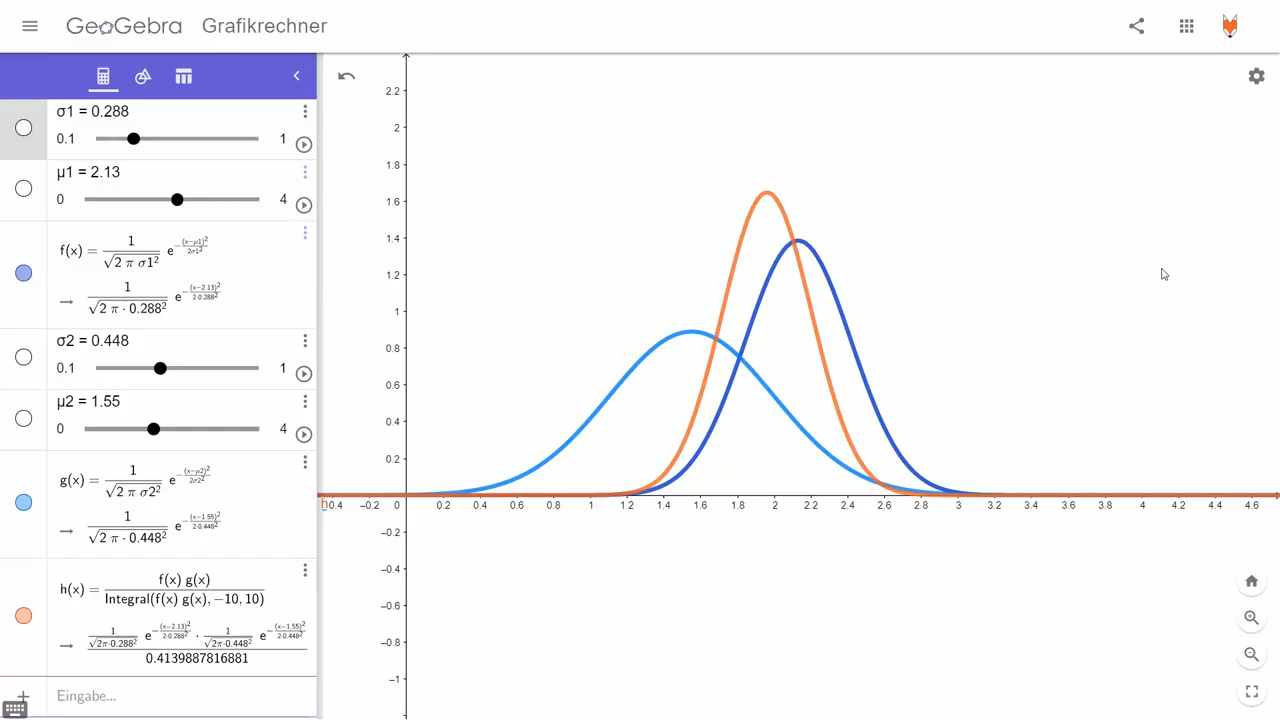 GeoGebra Grafikrechner
σ1 = 0.288
0.1 1
μ1 = 2.13
0 4
f(x) = 1 / √(2 π σ1²) e^(−(x−μ1)² / 2σ1²)
→ 1 / √(2 π · 0.288²) e^(−(x−2.13)² / 2·0.288²)
σ2 = 0.448
0.1 1
μ2 = 1.55
0 4
g(x) = 1 / √(2 π σ2²) e^(−(x−μ2)² / 2σ2²)
→ 1 / √(2 π · 0.448²) e^(−(x−1.55)² / 2·0.448²)
h(x) = f(x) g(x) / Integral(f(x) g(x), −10, 10)
→ 1 / √(2π·0.288²) e^(−(x−2.13)² / 2·0.288²) · 1 / √(2π·0.448²) e^(−(x−1.55)² / 2·0.448²) / 0.4139887816881
Eingabe...
2.2
2
1.8
1.6
1.4
1.2
1
0.8
0.6
0.4
0.2
h
−0.4 −0.2 0 0.2 0.4 0.6 0.8 1 1.2 1.4 1.6 1.8 2 2.2 2.4 2.6 2.8 3 3.2 3.4 3.6 3.8 4 4.2 4.4 4.6
−0.2
−0.4
−0.6
−0.8
−1